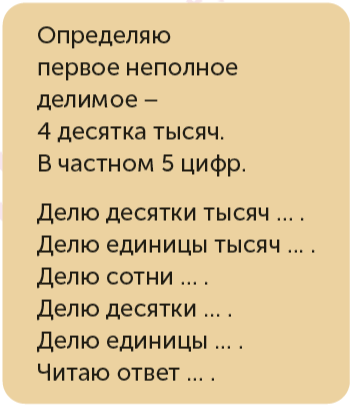 Определяю
первое неполное
делимое –
4 десятка тысяч.
В частном 5 цифр.
Делю десятки тысяч ... .
Делю единицы тысяч ... .
Делю сотни ... .
Делю десятки ... .
Делю единицы ... .
Читаю ответ ... .